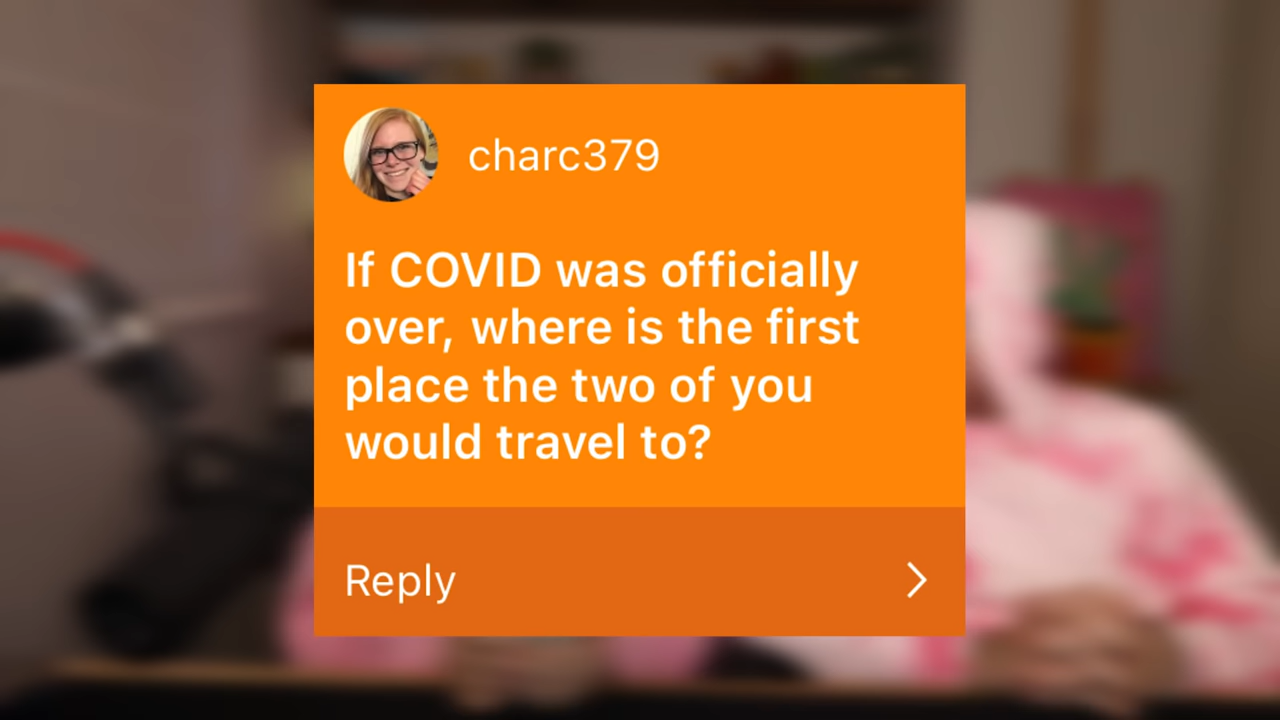 charc379
If COVID was officially
over, where is the first
place the two of you
would travel to?
Reply